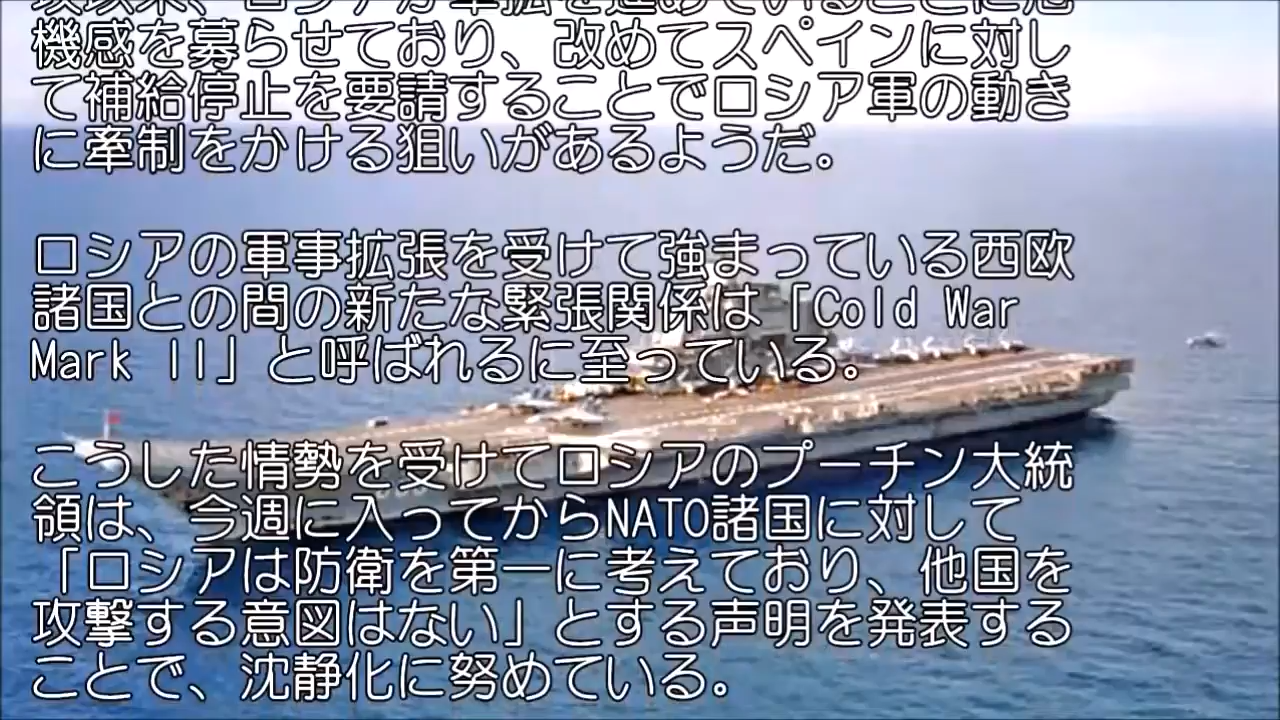 機感を募らせており、改めてスペインに対し
て補給停止を要請することでロシア軍の動き
に牽制をかける狙いがあるようだ。
ロシアの軍事拡張を受けて強まっている西欧
諸国との間の新たな緊張関係は「Cold War
Mark II」と呼ばれるに至っている。
こうした情勢を受けてロシアのプーチン大統
領は、今週に入ってからNATO諸国に対して
「ロシアは防衛を第一に考えており、他国を
攻撃する意図はない」とする声明を発表する
ことで、沈静化に努めている。